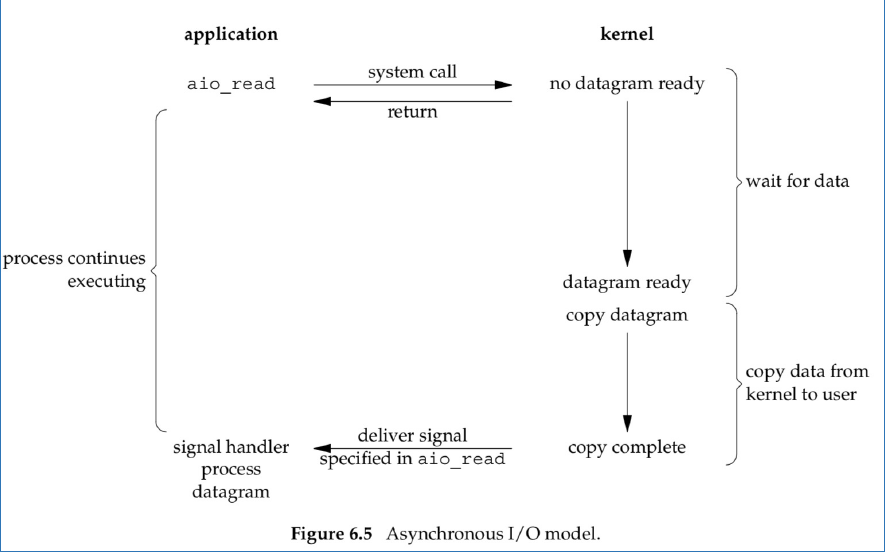 application
kernel
aio_read
system call
no datagram ready
return
wait for data
process continues
executing
datagram ready
copy datagram
copy data from
kernel to user
signal handler
process
datagram
deliver signal
specified in aio_read
copy complete
Figure 6.5 Asynchronous I/O model.